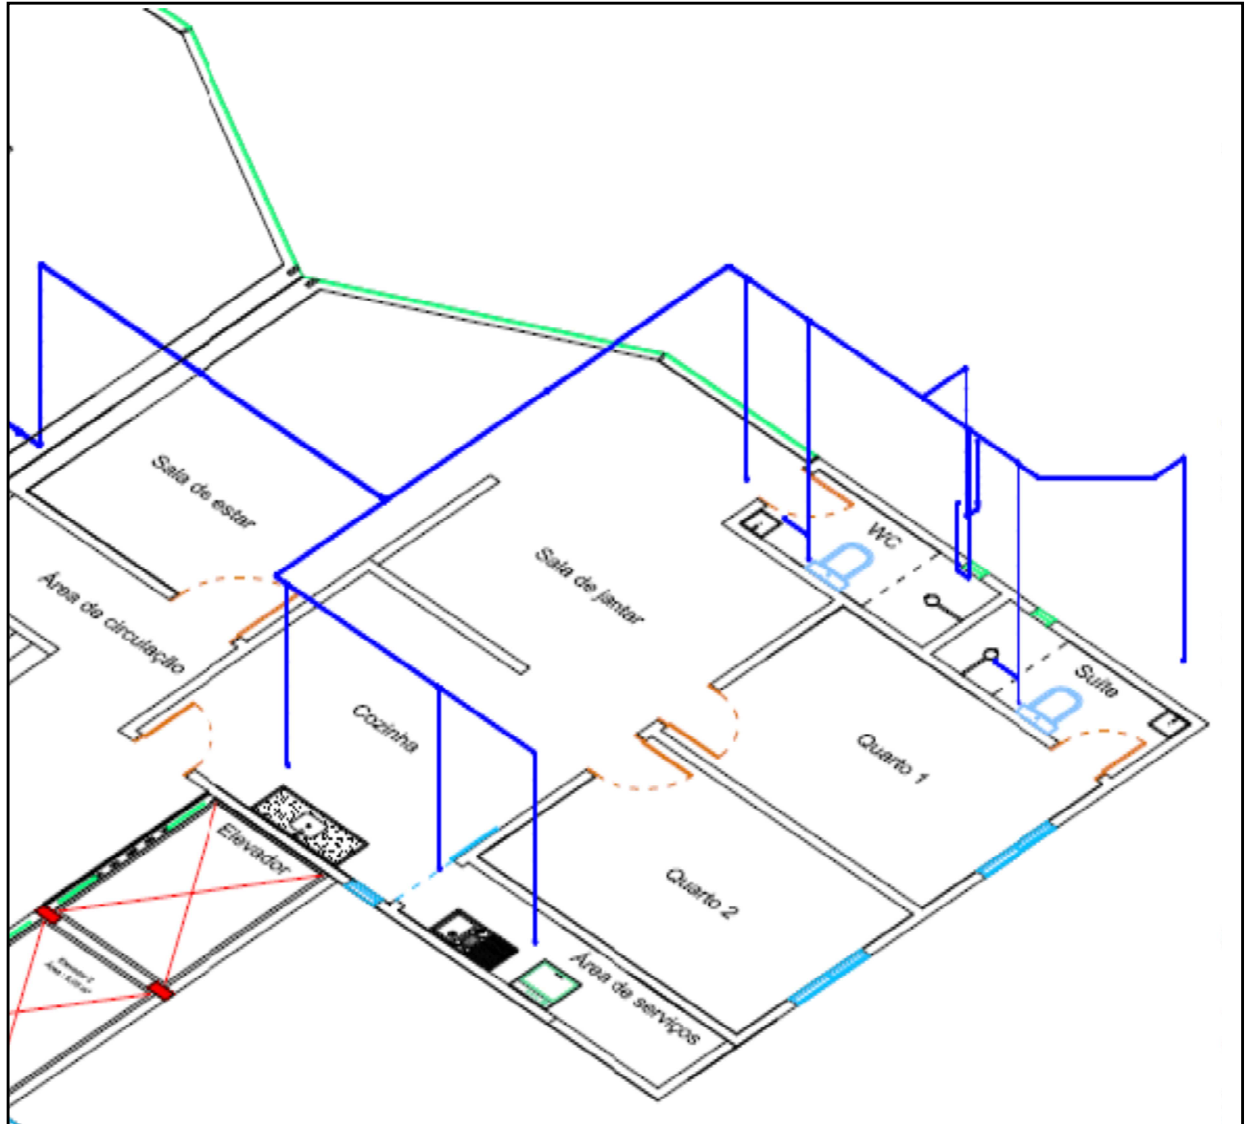 Sala de estar
WC
Sala de jantar
Área da circulação
Suíte
Cozinha
Quarto 1
Elevador
Quarto 2
Área de serviços